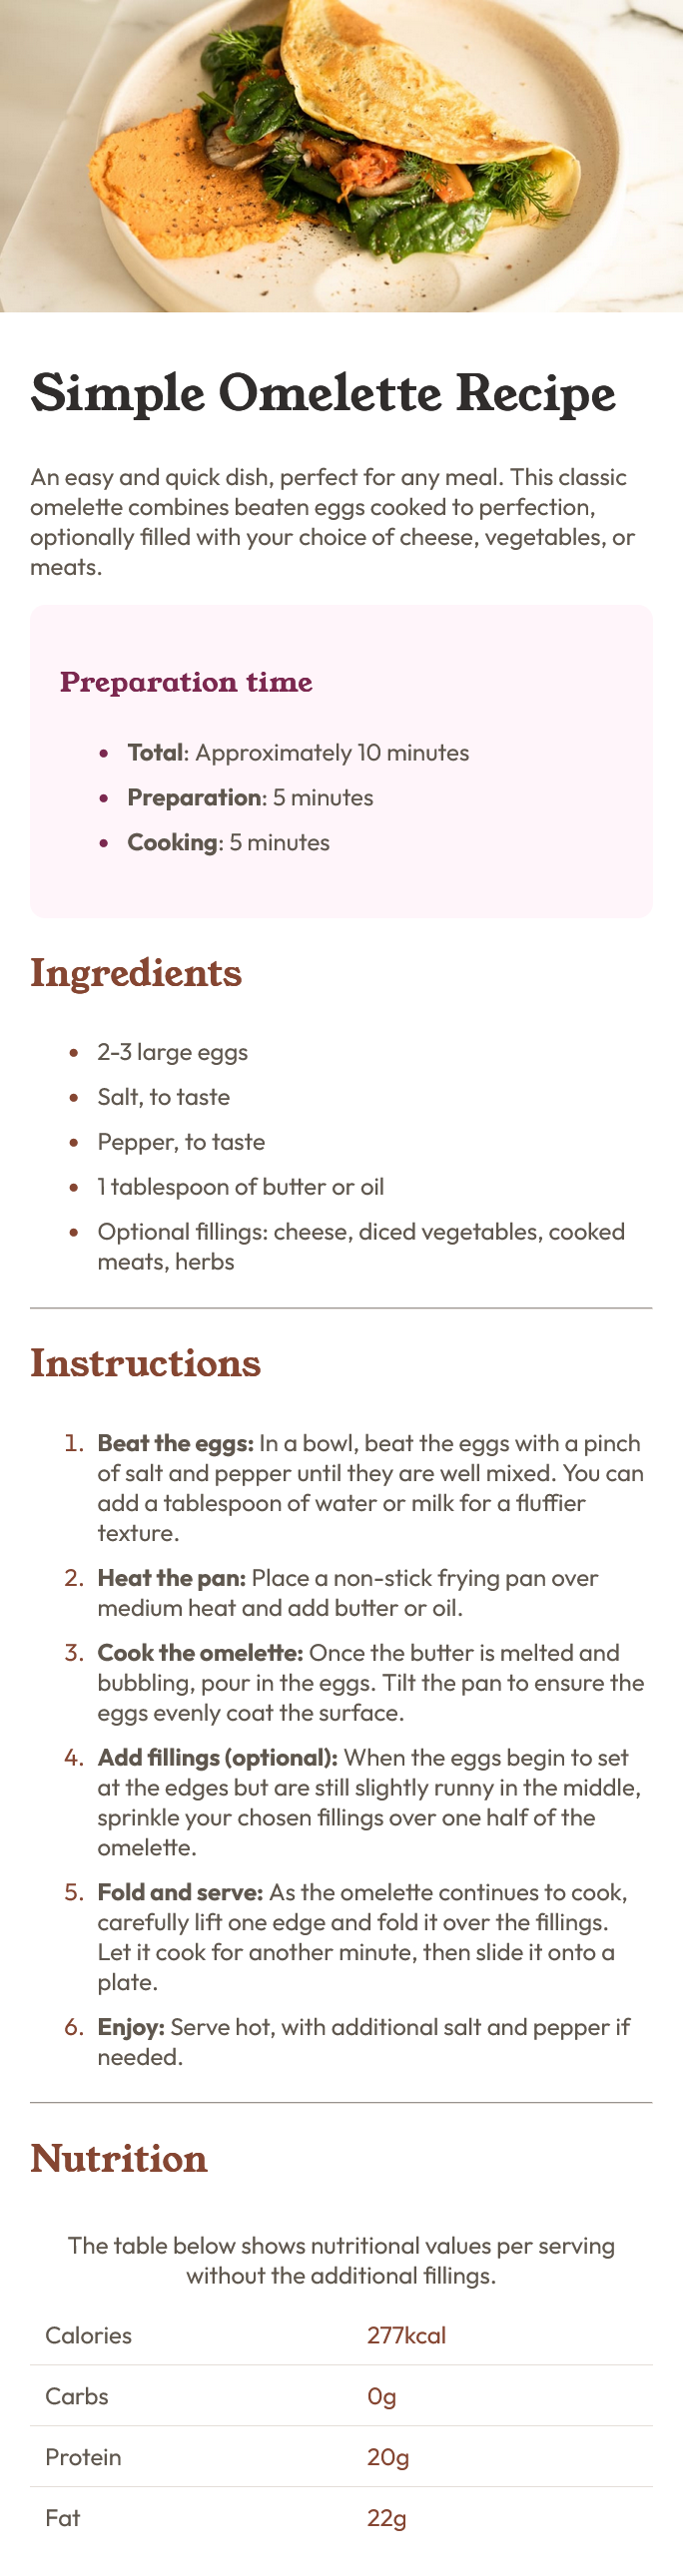 Simple Omelette Recipe
An easy and quick dish, perfect for any meal. This classic
omelette combines beaten eggs cooked to perfection,
optionally filled with your choice of cheese, vegetables, or
meats.
Preparation time
• Total: Approximately 10 minutes
• Preparation: 5 minutes
• Cooking: 5 minutes
Ingredients
• 2-3 large eggs
• Salt, to taste
• Pepper, to taste
• 1 tablespoon of butter or oil
• Optional fillings: cheese, diced vegetables, cooked
meats, herbs
Instructions
1. Beat the eggs: In a bowl, beat the eggs with a pinch
of salt and pepper until they are well mixed. You can
add a tablespoon of water or milk for a fluffier
texture.
2. Heat the pan: Place a non-stick frying pan over
medium heat and add butter or oil.
3. Cook the omelette: Once the butter is melted and
bubbling, pour in the eggs. Tilt the pan to ensure the
eggs evenly coat the surface.
4. Add fillings (optional): When the eggs begin to set
at the edges but are still slightly runny in the middle,
sprinkle your chosen fillings over one half of the
omelette.
5. Fold and serve: As the omelette continues to cook,
carefully lift one edge and fold it over the fillings.
Let it cook for another minute, then slide it onto a
plate.
6. Enjoy: Serve hot, with additional salt and pepper if
needed.
Nutrition
The table below shows nutritional values per serving
without the additional fillings.
Calories 277kcal
Carbs 0g
Protein 20g
Fat 22g